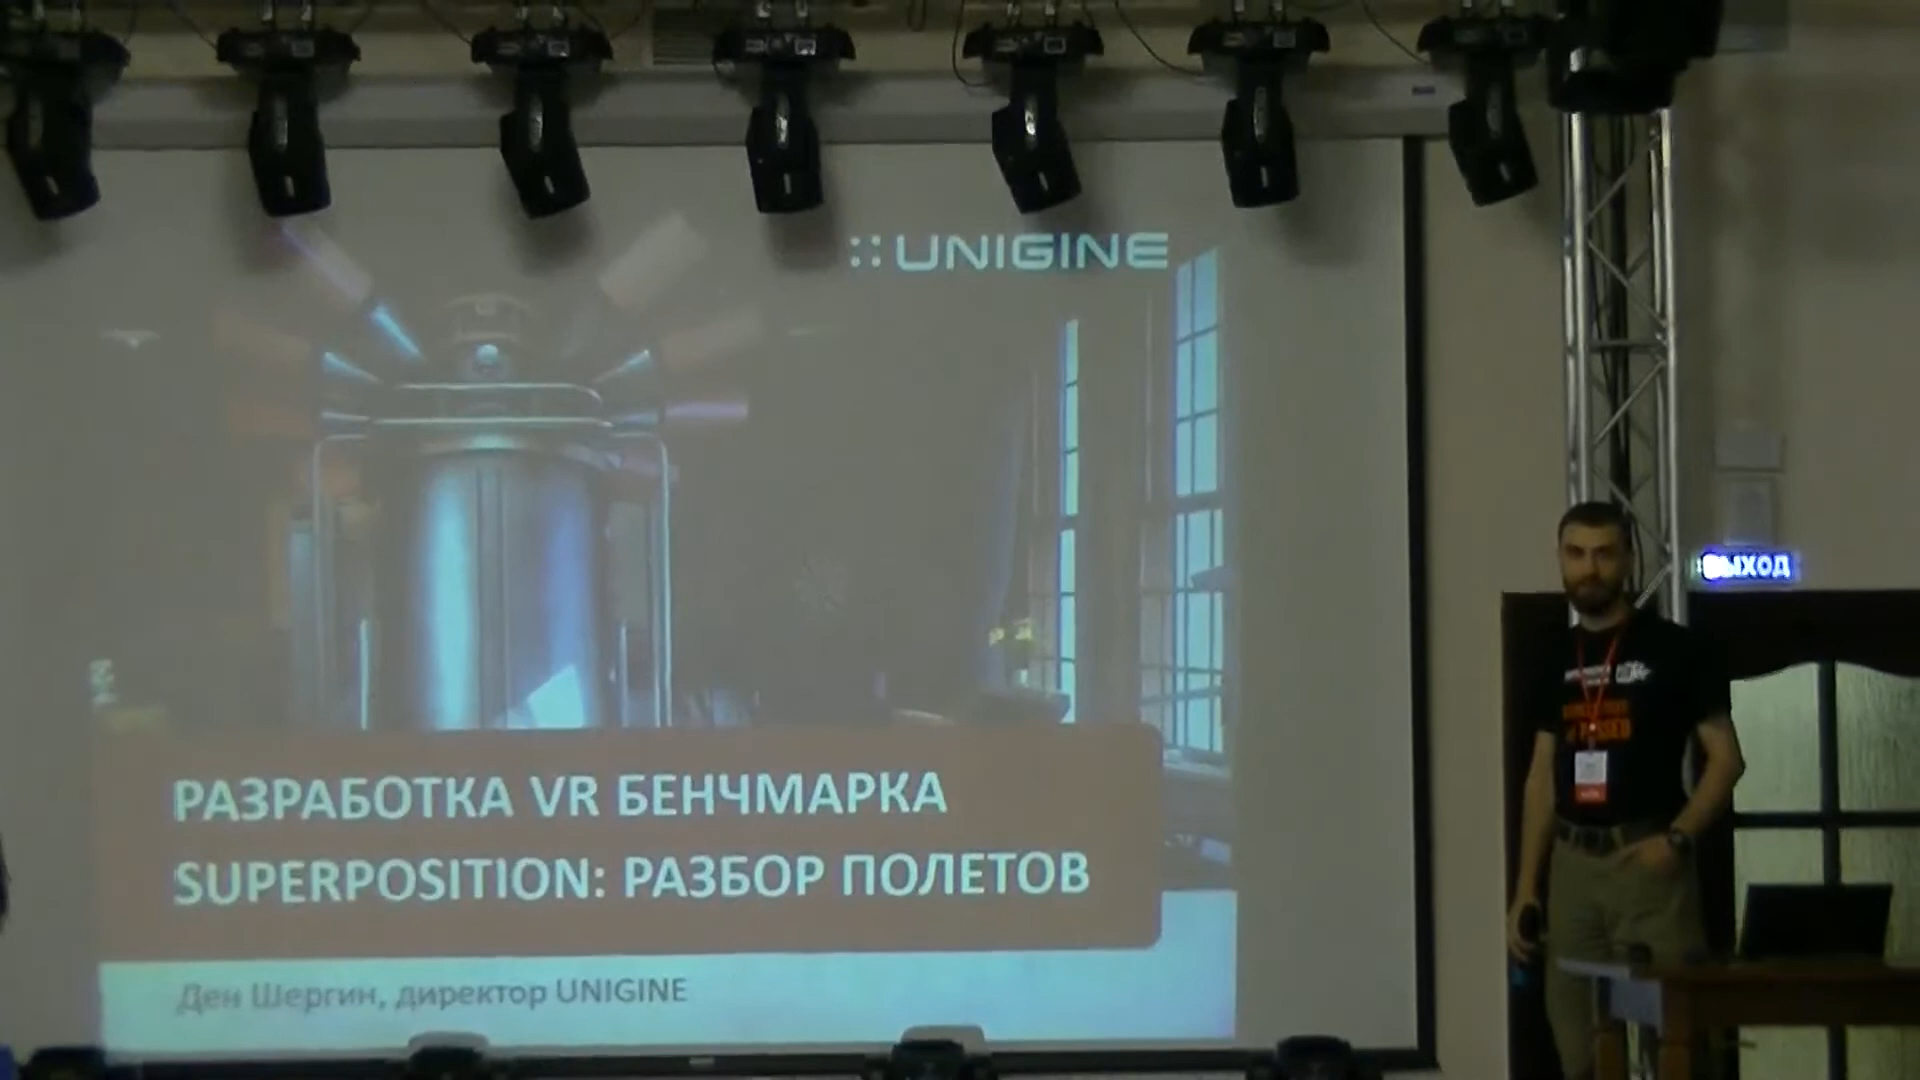 UNIGINE
РАЗРАБОТКА VR БЕНЧМАРКА
SUPERPOSITION: РАЗБОР ПОЛЕТОВ
Ден Шергин, директор UNIGINE
ВЫХОД